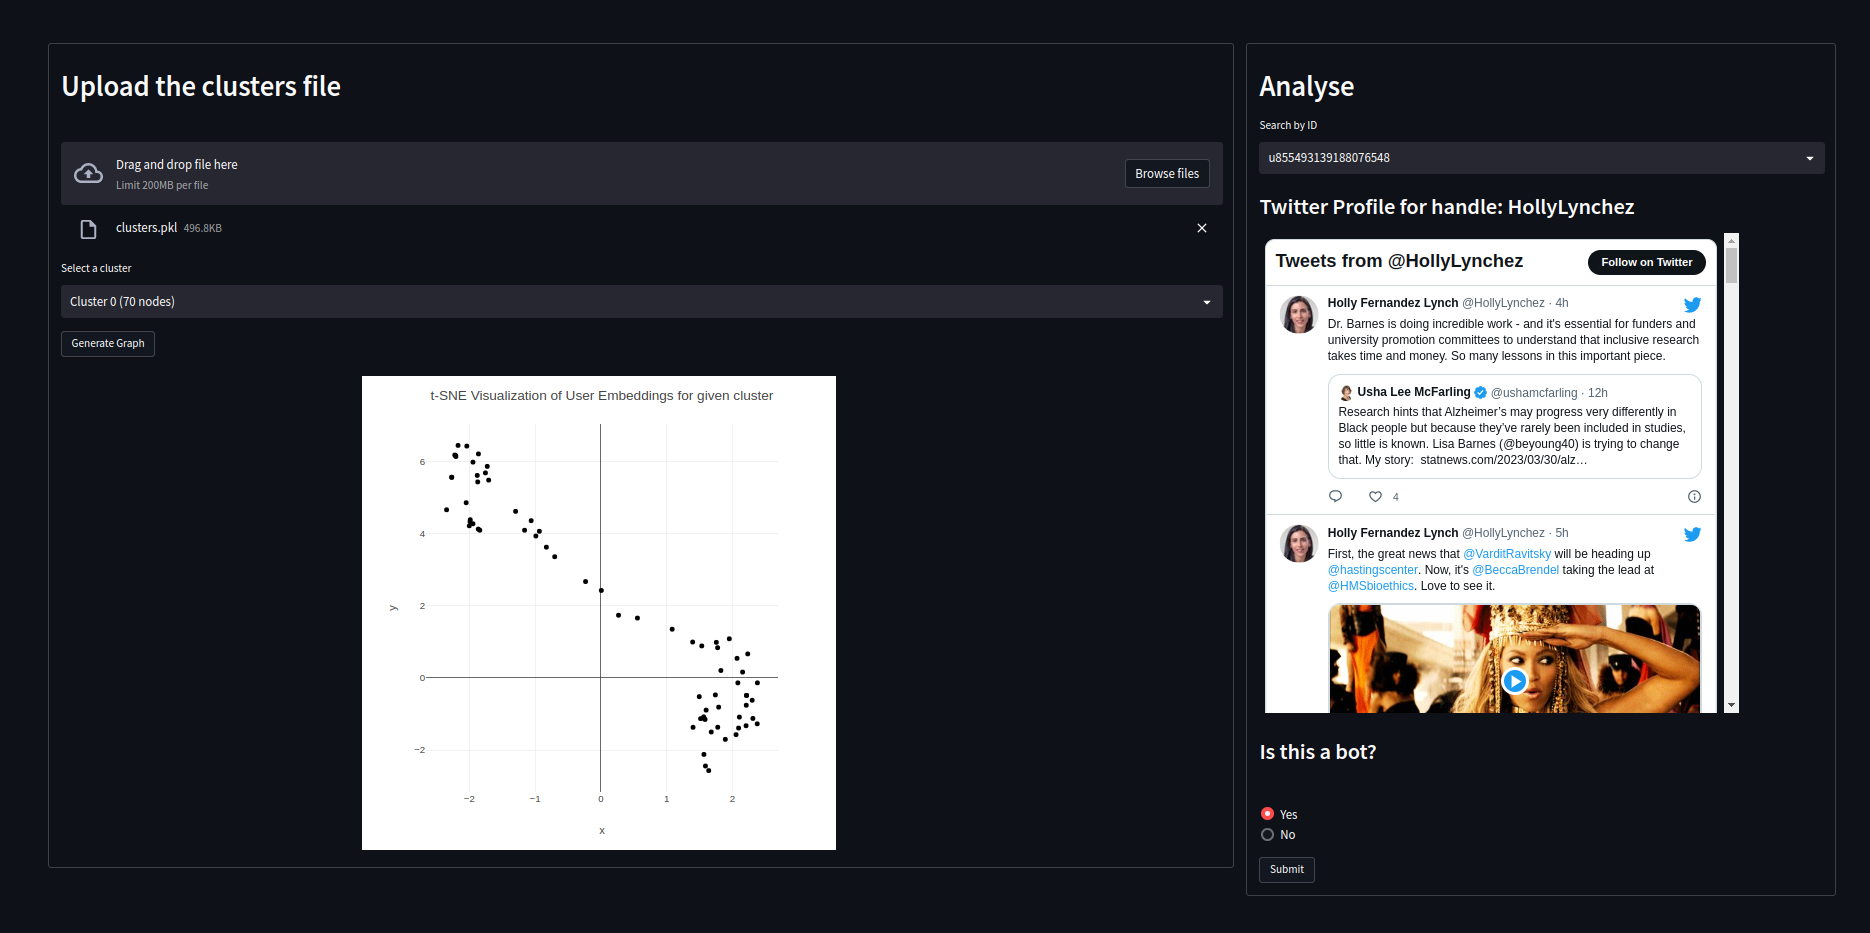 Upload the clusters file
Drag and drop file here
Limit 200MB per file
Browse files
clusters.pkl 496.8KB
Select a cluster
Cluster 0 (70 nodes)
Generate Graph
t-SNE Visualization of User Embeddings for given cluster
6
4
2
0
−2
y
−2 −1 0 1 2
x
Analyse
Search by ID
u855493139188076548
Twitter Profile for handle: HollyLynchez
Tweets from @HollyLynchez
Follow on Twitter
Holly Fernandez Lynch @HollyLynchez · 4h
Dr. Barnes is doing incredible work - and it's essential for funders and
university promotion committees to understand that inclusive research
takes time and money. So many lessons in this important piece.
Usha Lee McFarling @ushamcfarling · 12h
Research hints that Alzheimer’s may progress very differently in
Black people but because they’ve rarely been included in studies,
so little is known. Lisa Barnes (@beyoung40) is trying to change
that. My story: statnews.com/2023/03/30/alz…
4
Holly Fernandez Lynch @HollyLynchez · 5h
First, the great news that @VarditRavitsky will be heading up
@hastingscenter. Now, it's @BeccaBrendel taking the lead at
@HMSbioethics. Love to see it.
Is this a bot?
Yes
No
Submit